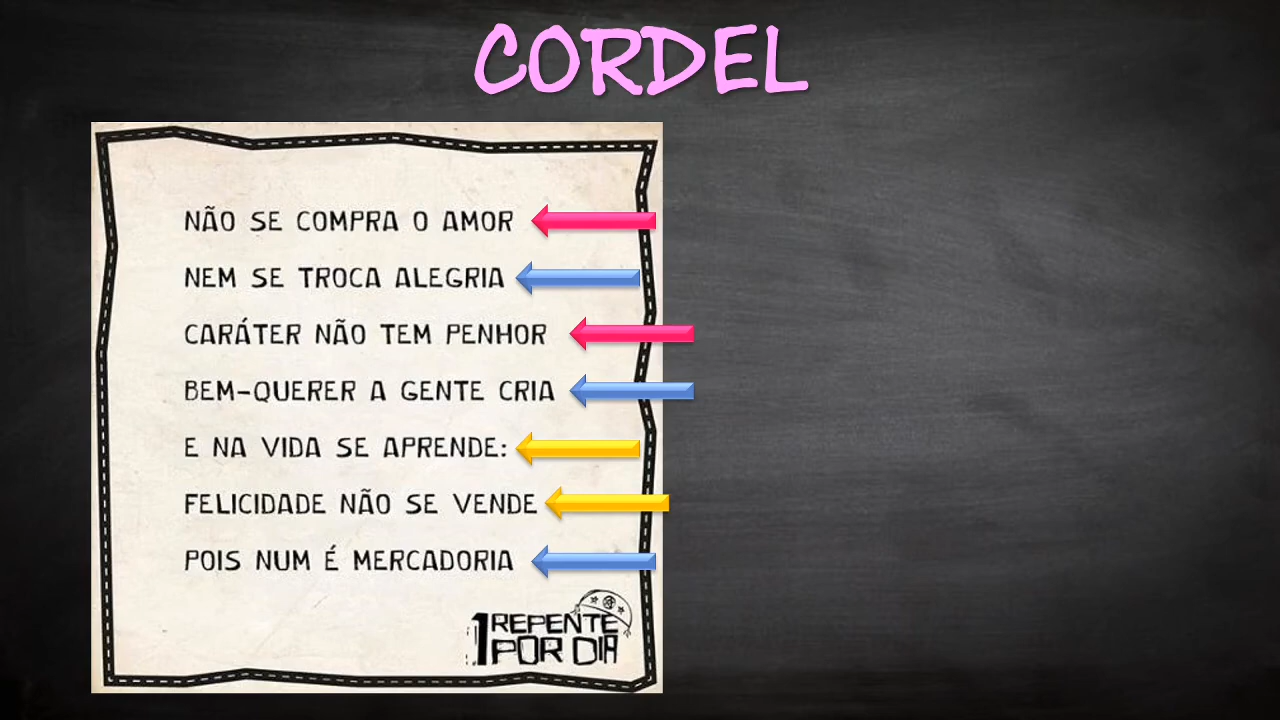 CORDEL
NÃO SE COMPRA O AMOR
NEM SE TROCA ALEGRIA
CARÁTER NÃO TEM PENHOR
BEM-QUERER A GENTE CRIA
E NA VIDA SE APRENDE:
FELICIDADE NÃO SE VENDE
POIS NUM É MERCADORIA
1 REPENTE
POR DIA